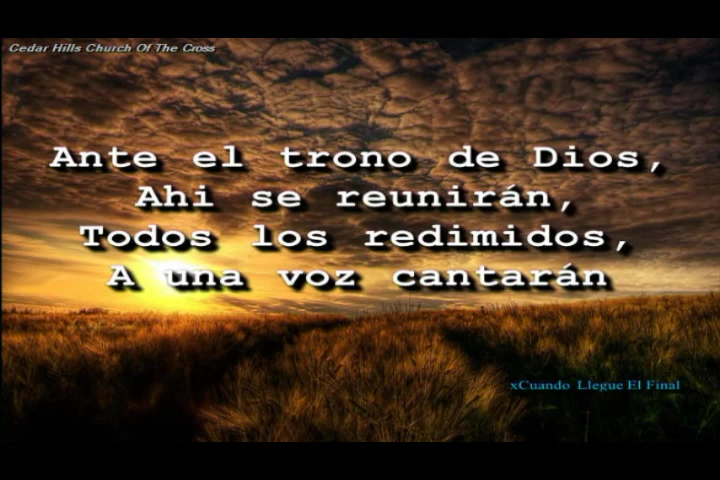 Cedar Hills Church Of The Cross
Ante el trono de Dios,
Ahi se reunirán,
Todos los redimidos,
A una voz cantarán
xCuando Llegue El Final